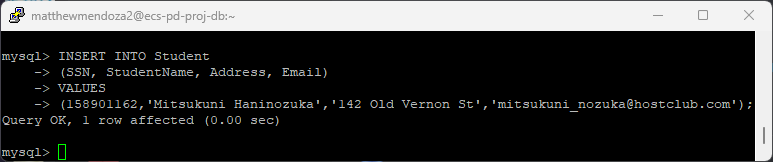 matthewmendoza2@ecs-pd-proj-db:~
mysql> INSERT INTO Student
    -> (SSN, StudentName, Address, Email)
    -> VALUES
    -> (158901162,'Mitsukuni Haninozuka','142 Old Vernon St','mitsukuni_nozuka@hostclub.com');
Query OK, 1 row affected (0.00 sec)
mysql>